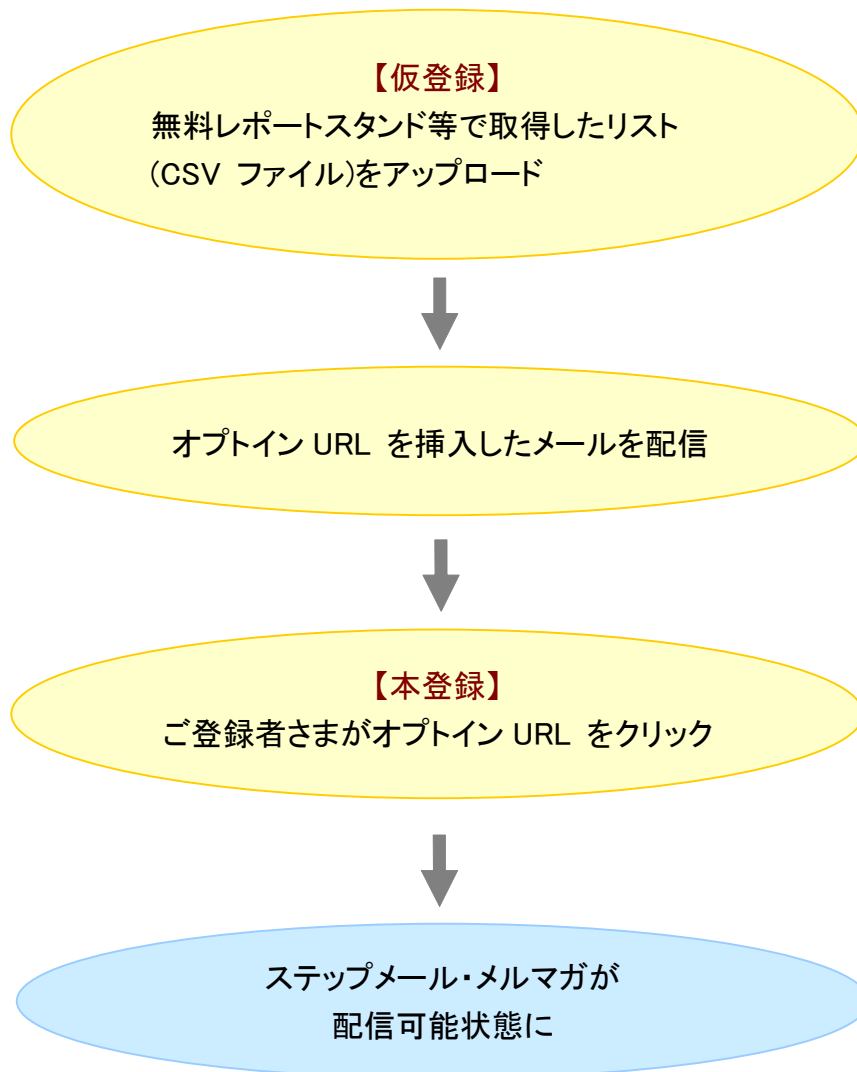 【仮登録】
無料レポートスタンド等で取得したリスト
(CSV ファイル)をアップロード
オプトイン URL を挿入したメールを配信
【本登録】
ご登録者さまがオプトイン URL をクリック
ステップメール・メルマガが
配信可能状態に